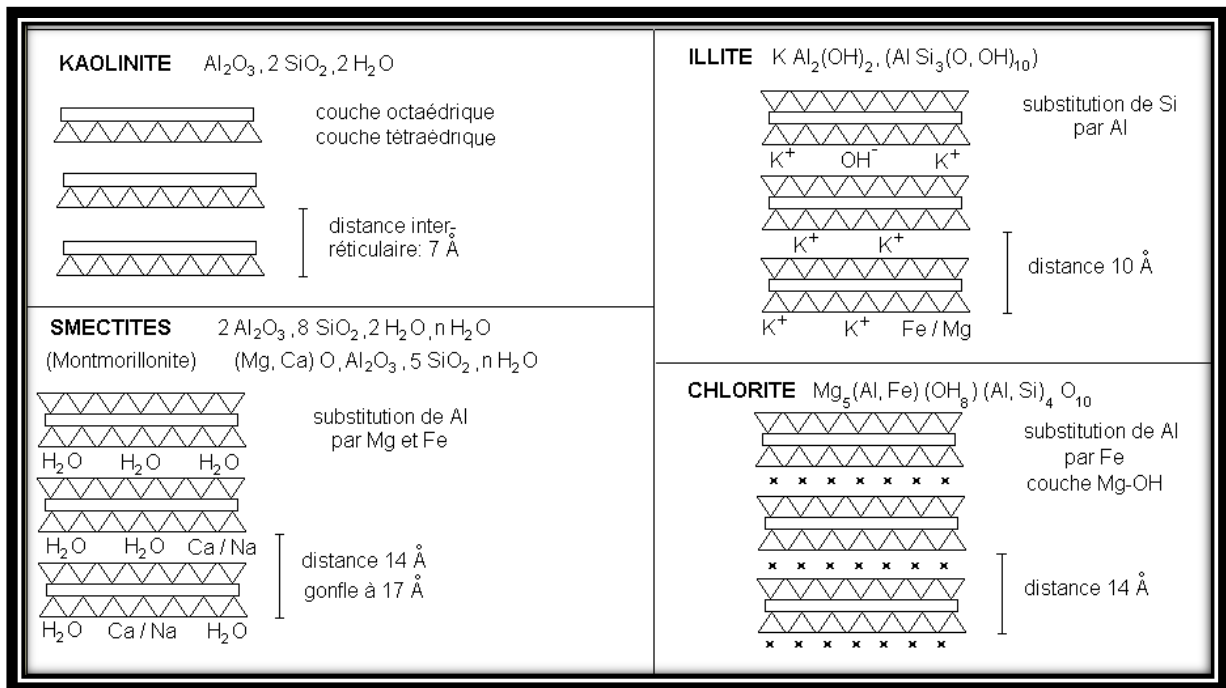 KAOLINITE Al₂O₃, 2 SiO₂, 2 H₂O
couche octaédrique
couche tétraédrique
distance inter-
réticulaire: 7 Å
SMECTITES 2 Al₂O₃, 8 SiO₂, 2 H₂O, n H₂O
(Montmorillonite) (Mg, Ca) O, Al₂O₃, 5 SiO₂, n H₂O
substitution de Al
par Mg et Fe
H₂O H₂O H₂O
H₂O H₂O Ca / Na
distance 14 Å
gonfle à 17 Å
H₂O Ca / Na H₂O
ILLITE K Al₂(OH)₂, (Al Si₃(O, OH)₁₀)
substitution de Si
par Al
K⁺ OH⁻ K⁺
K⁺ K⁺
distance 10 Å
K⁺ K⁺ Fe / Mg
CHLORITE Mg₅(Al, Fe) (OH₈) (Al, Si)₄ O₁₀
substitution de Al
par Fe
couche Mg-OH
distance 14 Å